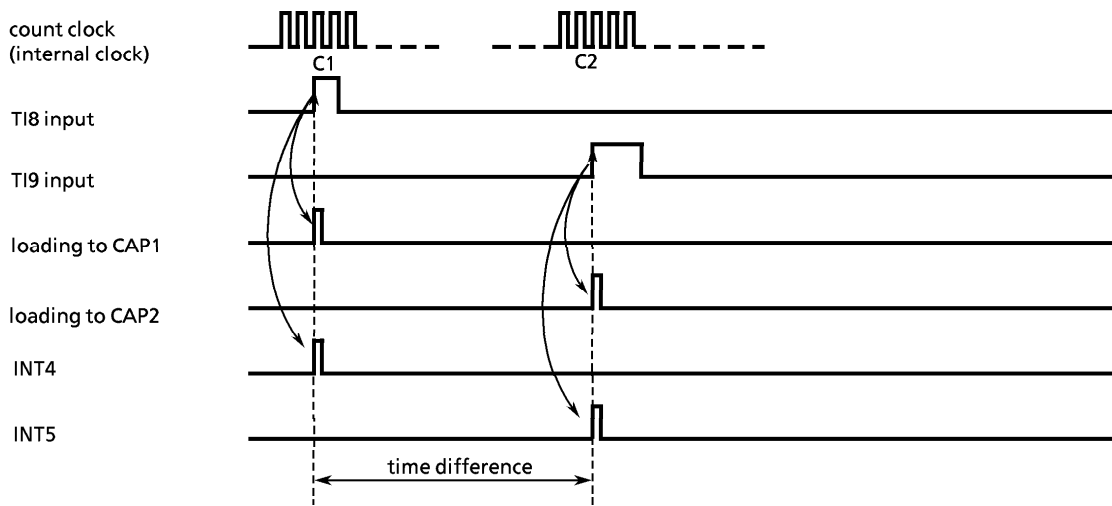 count clock
(internal clock)
C1
C2
TI8 input
TI9 input
loading to CAP1
loading to CAP2
INT4
INT5
time difference